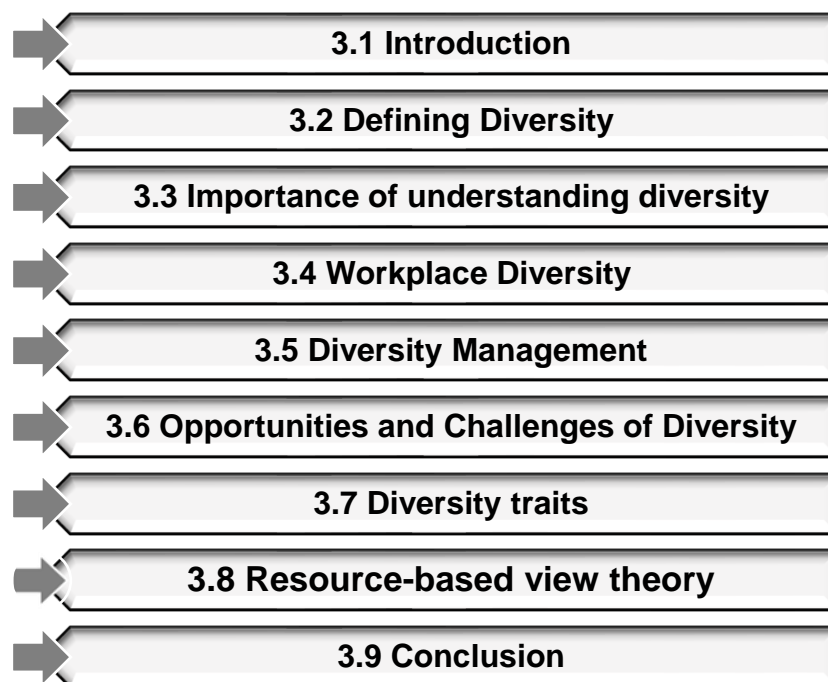 3.1 Introduction
3.2 Defining Diversity
3.3 Importance of understanding diversity
3.4 Workplace Diversity
3.5 Diversity Management
3.6 Opportunities and Challenges of Diversity
3.7 Diversity traits
3.8 Resource-based view theory
3.9 Conclusion